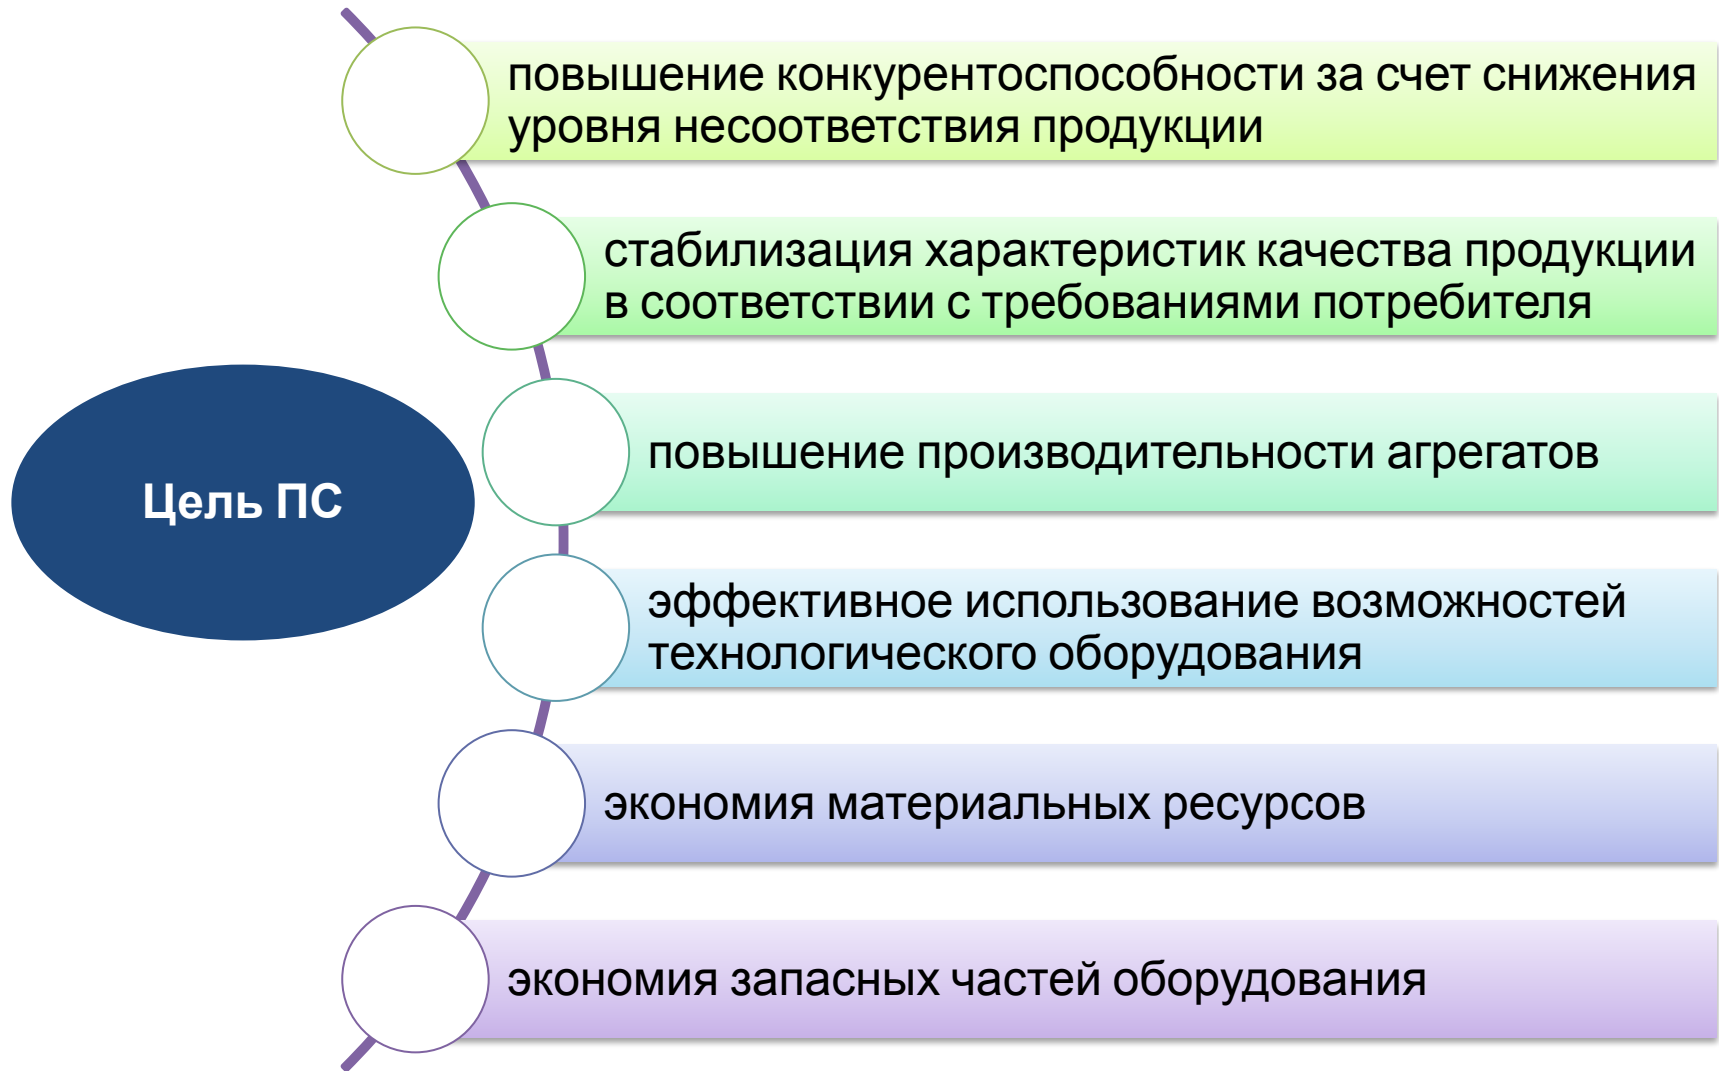 повышение конкурентоспособности за счет снижения
уровня несоответствия продукции
стабилизация характеристик качества продукции
в соответствии с требованиями потребителя
повышение производительности агрегатов
Цель ПС
эффективное использование возможностей
технологического оборудования
экономия материальных ресурсов
экономия запасных частей оборудования